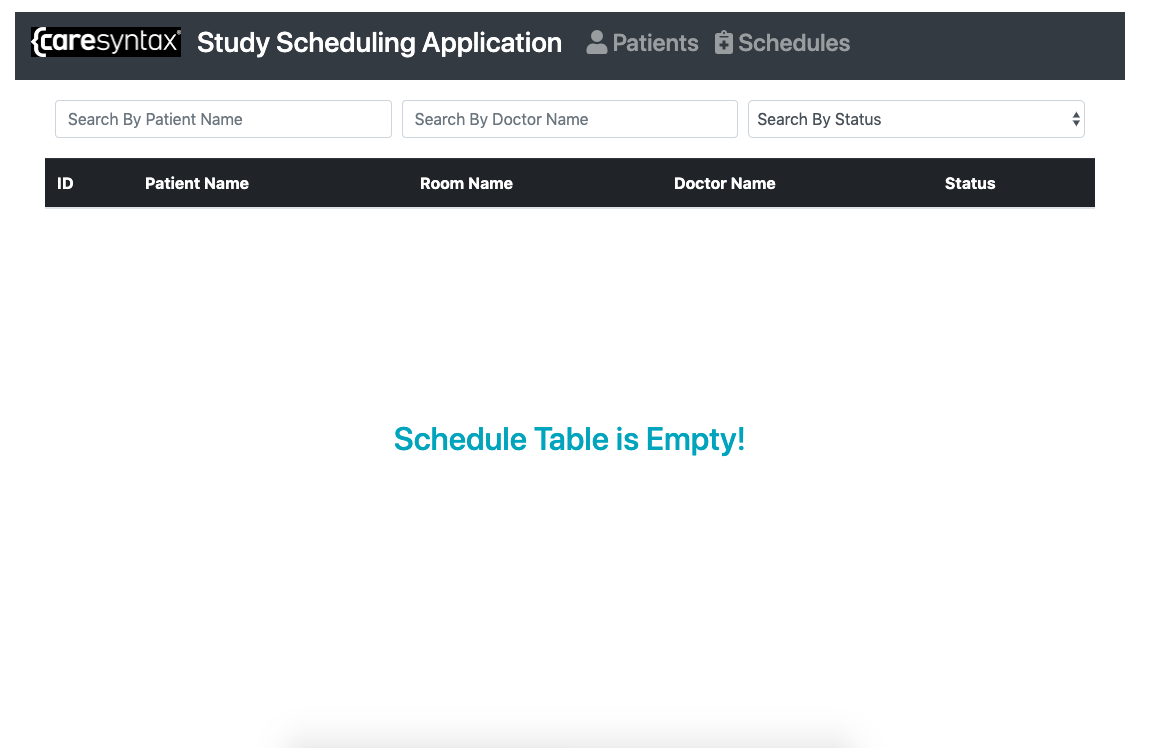 {caresyntax® Study Scheduling Application Patients Schedules
Search By Patient Name Search By Doctor Name Search By Status
ID Patient Name Room Name Doctor Name Status
Schedule Table is Empty!